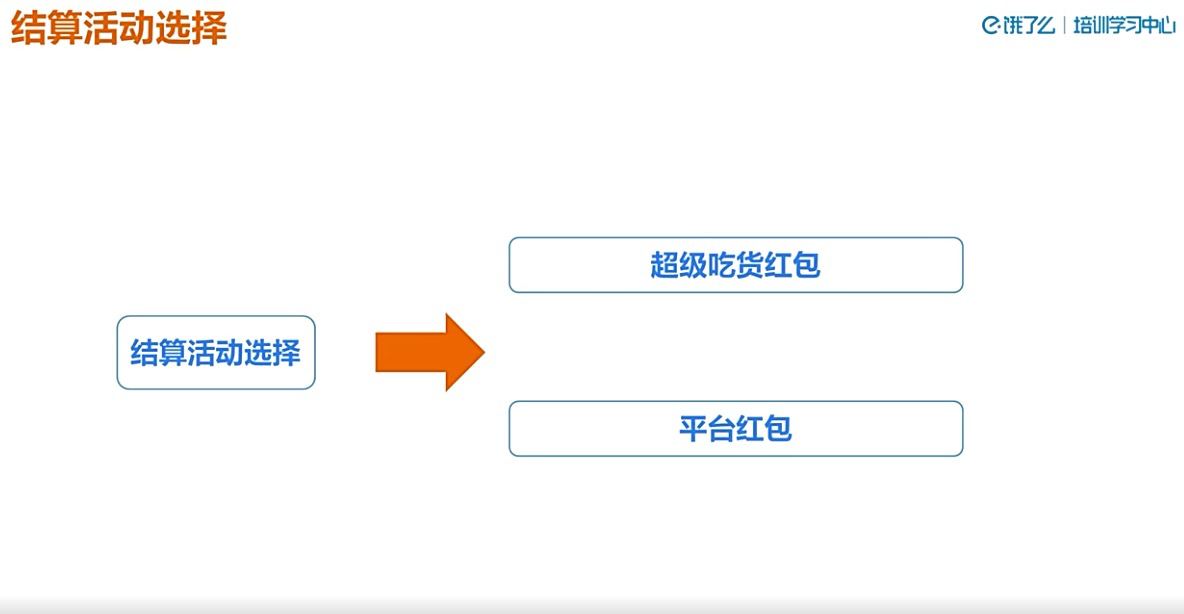 结算活动选择
饿了么 | 培训学习中心
超级吃货红包
结算活动选择
平台红包